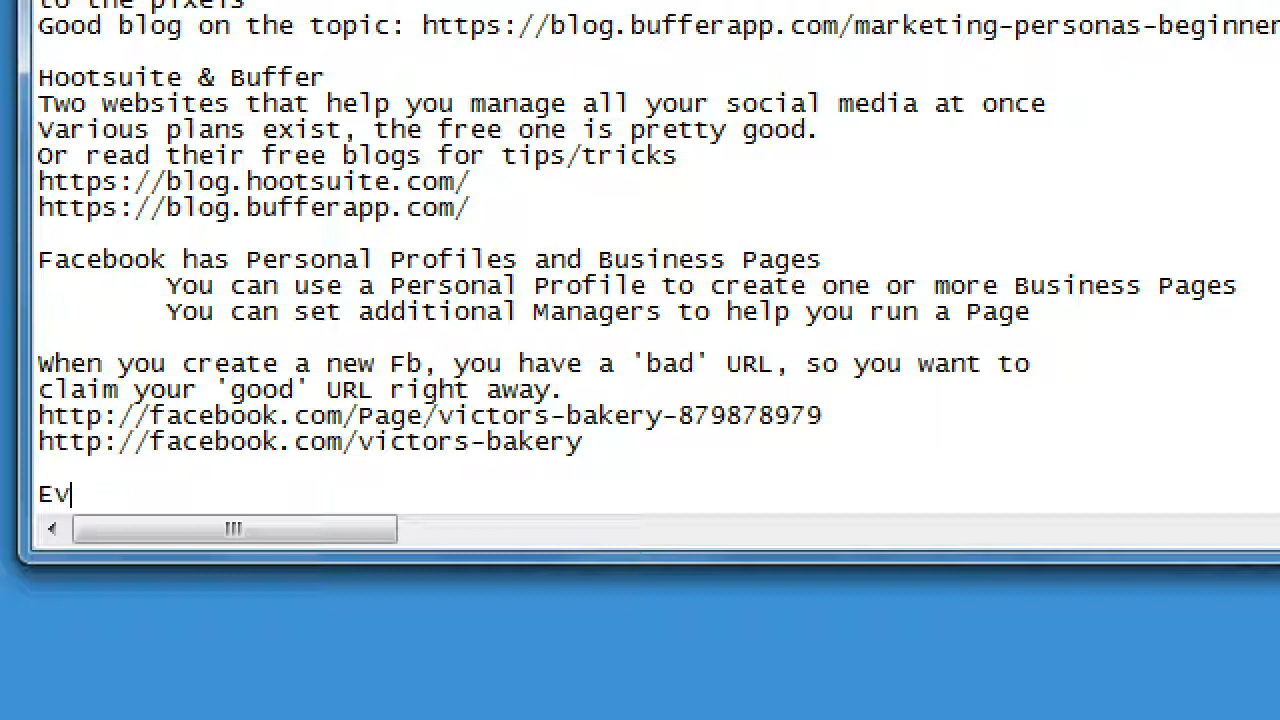 to the pixels
Good blog on the topic: https://blog.bufferapp.com/marketing-personas-beginner
Hootsuite & Buffer
Two websites that help you manage all your social media at once
Various plans exist, the free one is pretty good.
Or read their free blogs for tips/tricks
https://blog.hootsuite.com/
https://blog.bufferapp.com/
Facebook has Personal Profiles and Business Pages
You can use a Personal Profile to create one or more Business Pages
You can set additional Managers to help you run a Page
When you create a new Fb, you have a 'bad' URL, so you want to
claim your 'good' URL right away.
http://facebook.com/Page/victors-bakery-879878979
http://facebook.com/victors-bakery
Ev